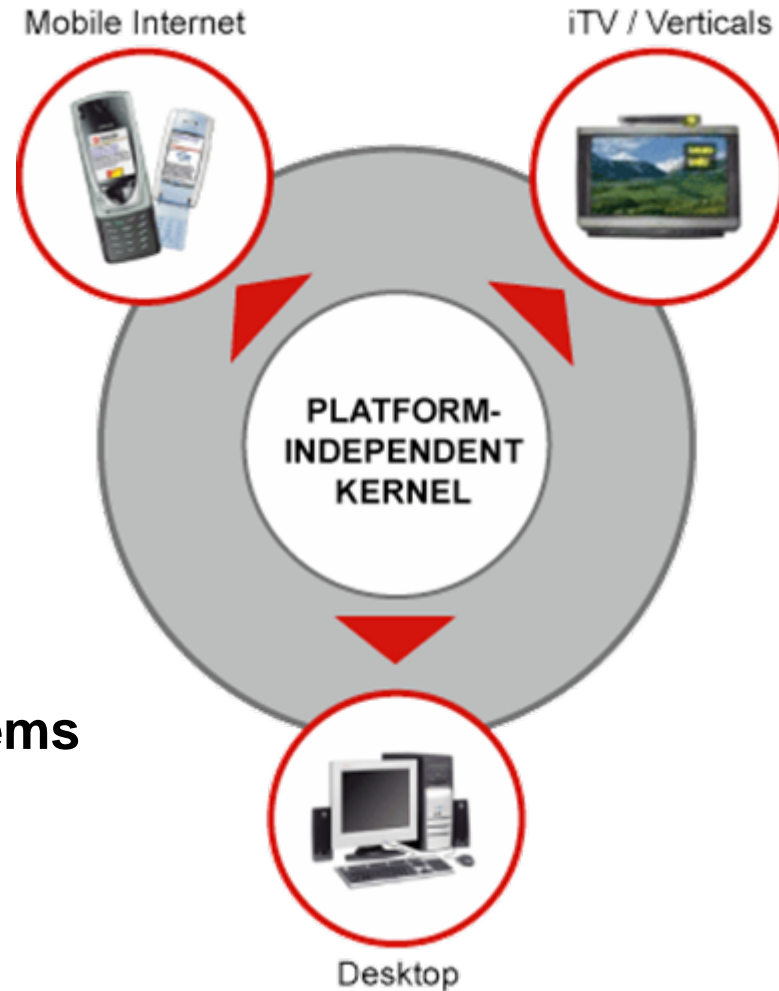 Mobile Internet
iTV / Verticals
PLATFORM-
INDEPENDENT
KERNEL
ems
Desktop